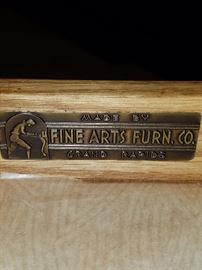 MADE BY
FINE ARTS FURN. CO.
GRAND RAPIDS